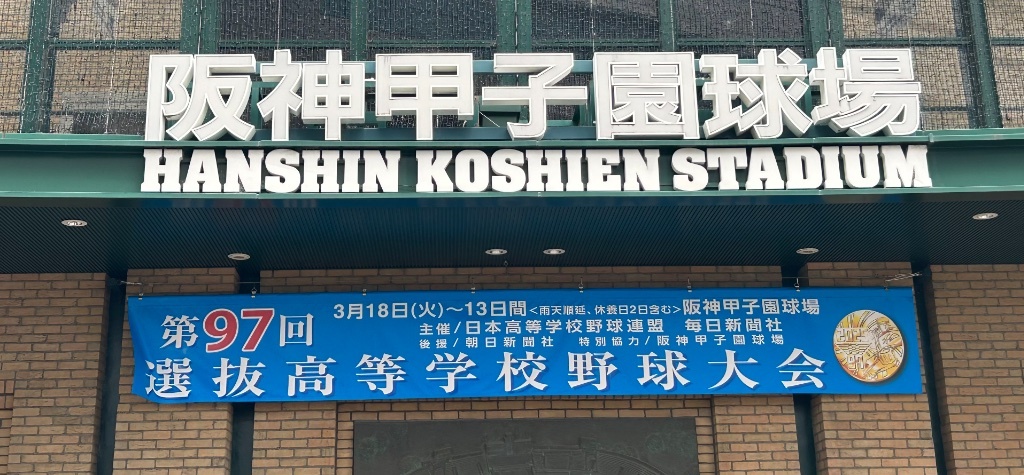 阪神甲子園球場
HANSHIN KOSHIEN STADIUM
第97回
3月18日(火)～13日間<雨天順延、休養日2日含む>阪神甲子園球場
主催/日本高等学校野球連盟 毎日新聞社
後援/朝日新聞社 特別協力/阪神甲子園球場
選抜高等学校野球大会